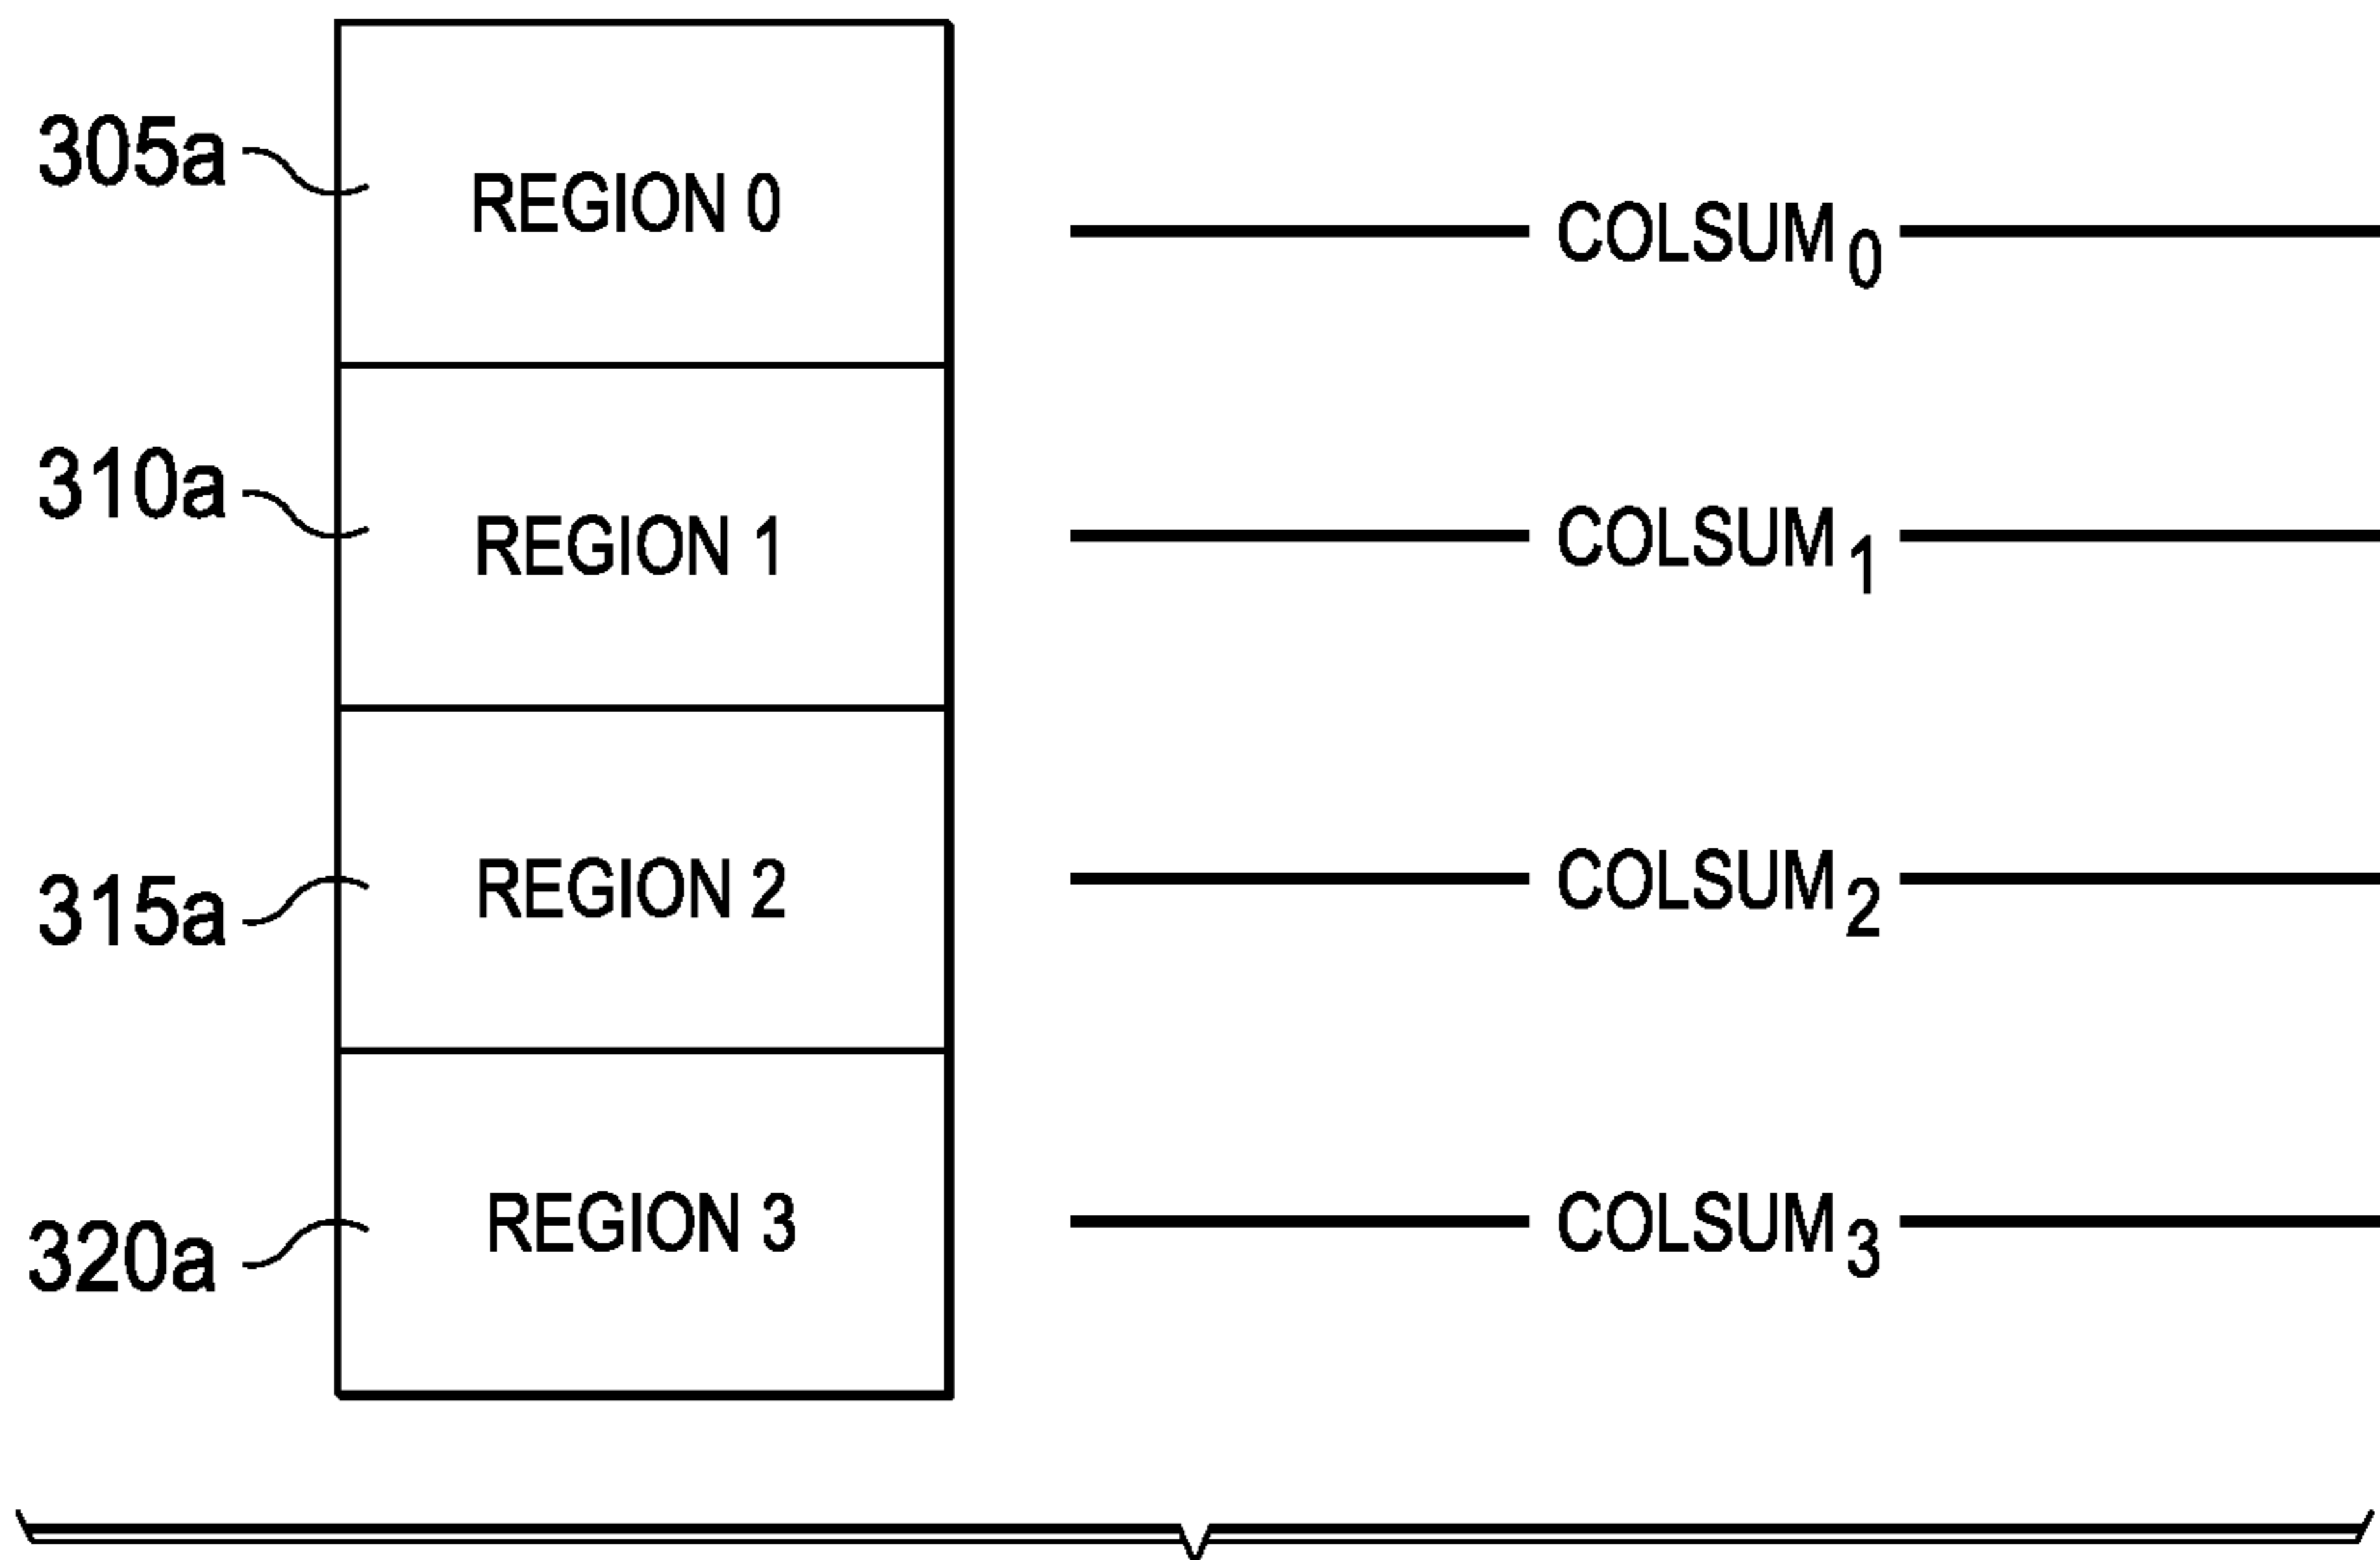 305a REGION 0 COLSUM₀
310a REGION 1 COLSUM₁
315a REGION 2 COLSUM₂
320a REGION 3 COLSUM₃